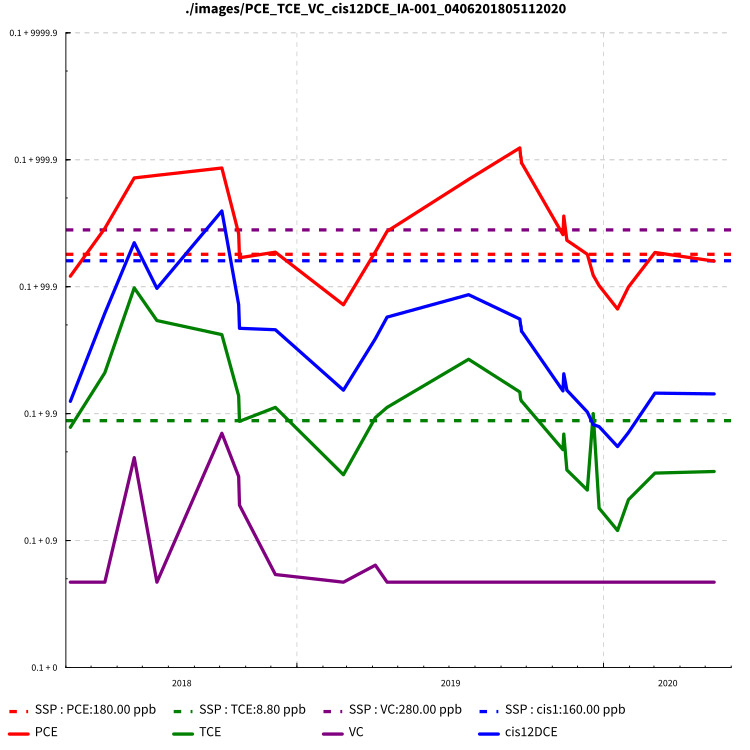 ./images/PCE_TCE_VC_cis12DCE_IA-001_0406201805112020
0.1 + 9999.9
0.1 + 999.9
0.1 + 99.9
0.1 + 9.9
0.1 + 0.9
0.1 + 0
2018 2019 2020
SSP : PCE:180.00 ppb SSP : TCE:8.80 ppb SSP : VC:280.00 ppb SSP : cis1:160.00 ppb
PCE TCE VC cis12DCE